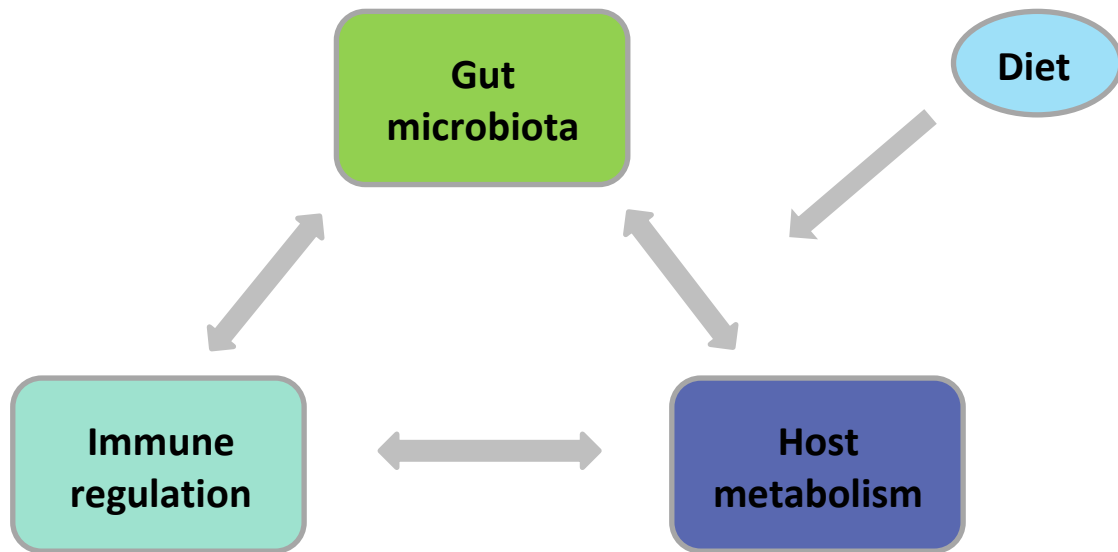 Gut
microbiota
Diet
Immune
regulation
Host
metabolism